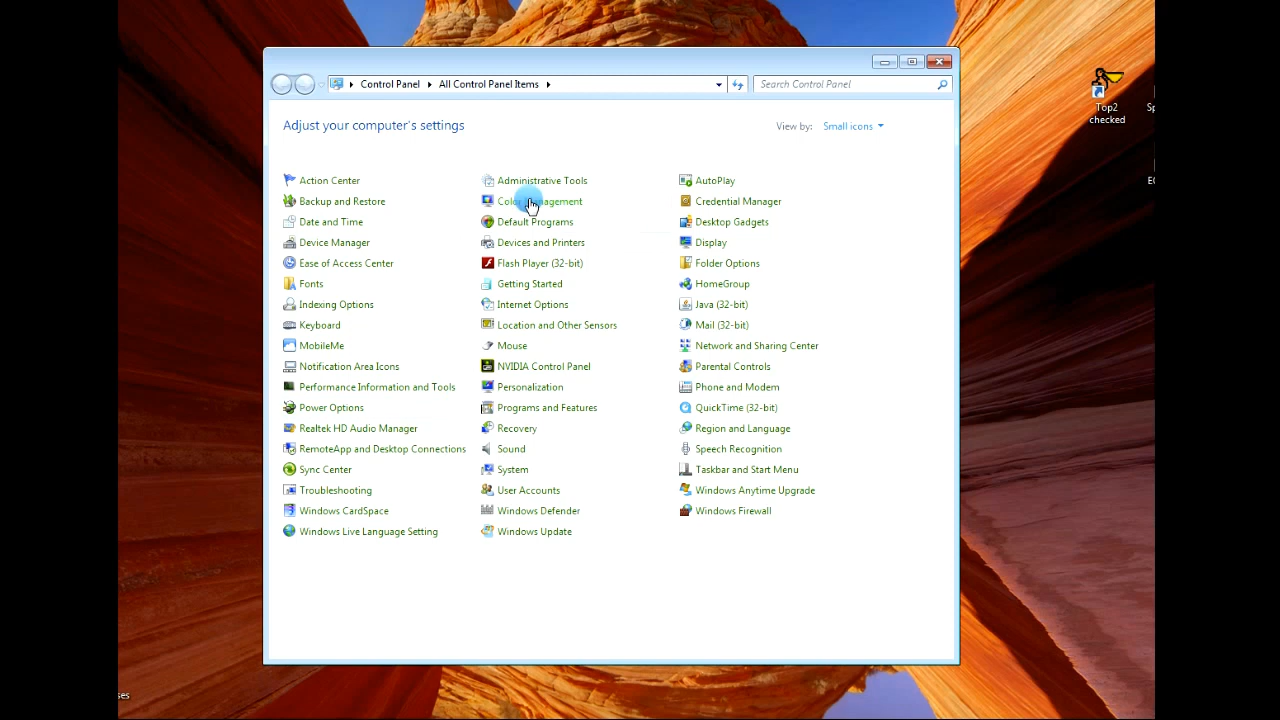 Control Panel All Control Panel Items
Search Control Panel
Adjust your computer's settings
View by: Small icons
Action Center
Administrative Tools
AutoPlay
Backup and Restore
Color Management
Credential Manager
Date and Time
Default Programs
Desktop Gadgets
Device Manager
Devices and Printers
Display
Ease of Access Center
Flash Player (32-bit)
Folder Options
Fonts
Getting Started
HomeGroup
Indexing Options
Internet Options
Java (32-bit)
Keyboard
Location and Other Sensors
Mail (32-bit)
MobileMe
Mouse
Network and Sharing Center
Notification Area Icons
NVIDIA Control Panel
Parental Controls
Performance Information and Tools
Personalization
Phone and Modem
Power Options
Programs and Features
QuickTime (32-bit)
Realtek HD Audio Manager
Recovery
Region and Language
RemoteApp and Desktop Connections
Sound
Speech Recognition
Sync Center
System
Taskbar and Start Menu
Troubleshooting
User Accounts
Windows Anytime Upgrade
Windows CardSpace
Windows Defender
Windows Firewall
Windows Live Language Setting
Windows Update
Top2
checked
Sp
EC
ses